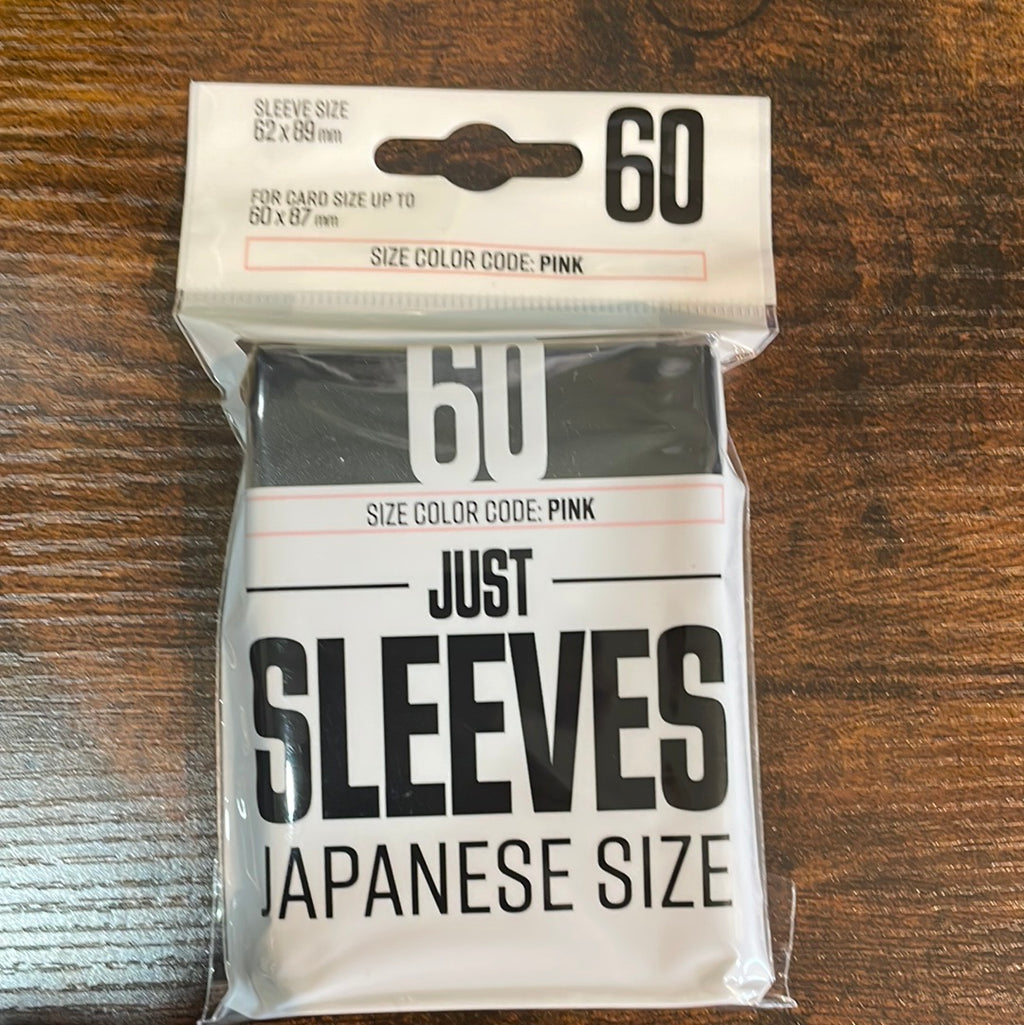 SLEEVE SIZE
62 x 89 mm
60
FOR CARD SIZE UP TO
60 x 87 mm
SIZE COLOR CODE: PINK
60
SIZE COLOR CODE: PINK
JUST
SLEEVES
JAPANESE SIZE